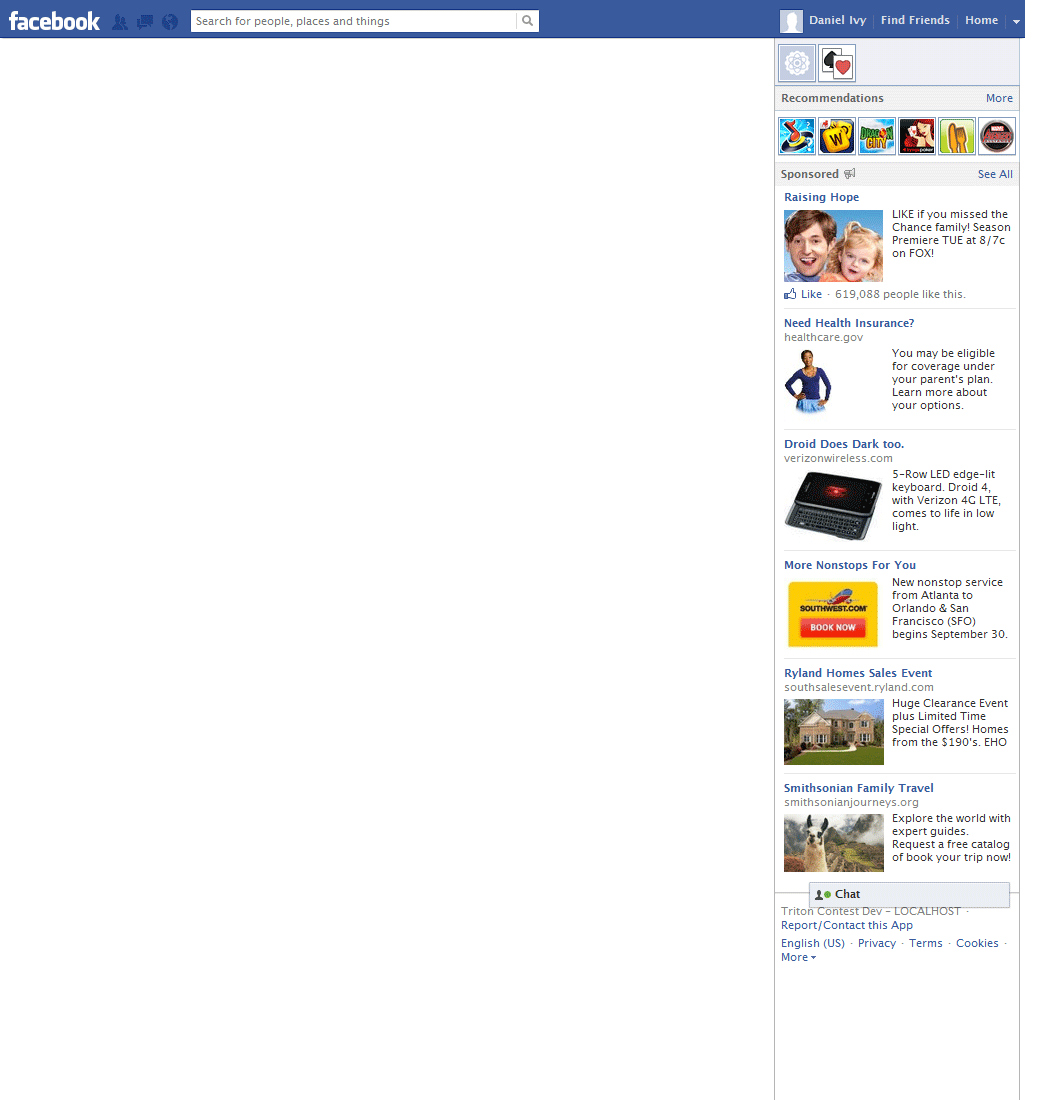 facebook
Search for people, places and things
Daniel Ivy
Find Friends
Home
Recommendations
More
W
DRAGON
CITY
MARVEL
Sponsored
See All
Raising Hope
LIKE if you missed the
Chance family! Season
Premiere TUE at 8/7c
on FOX!
Like · 619,088 people like this.
Need Health Insurance?
healthcare.gov
You may be eligible
for coverage under
your parent's plan.
Learn more about
your options.
Droid Does Dark too.
verizonwireless.com
5-Row LED edge-lit
keyboard. Droid 4,
with Verizon 4G LTE,
comes to life in low
light.
More Nonstops For You
SOUTHWEST.COM
BOOK NOW
New nonstop service
from Atlanta to
Orlando & San
Francisco (SFO)
begins September 30.
Ryland Homes Sales Event
southsalesevent.ryland.com
Huge Clearance Event
plus Limited Time
Special Offers! Homes
from the $190's. EHO
Smithsonian Family Travel
smithsonianjourneys.org
Explore the world with
expert guides.
Request a free catalog
of book your trip now!
Chat
Triton Contest Dev - LOCALHOST ·
Report/Contact this App
English (US) · Privacy · Terms · Cookies ·
More